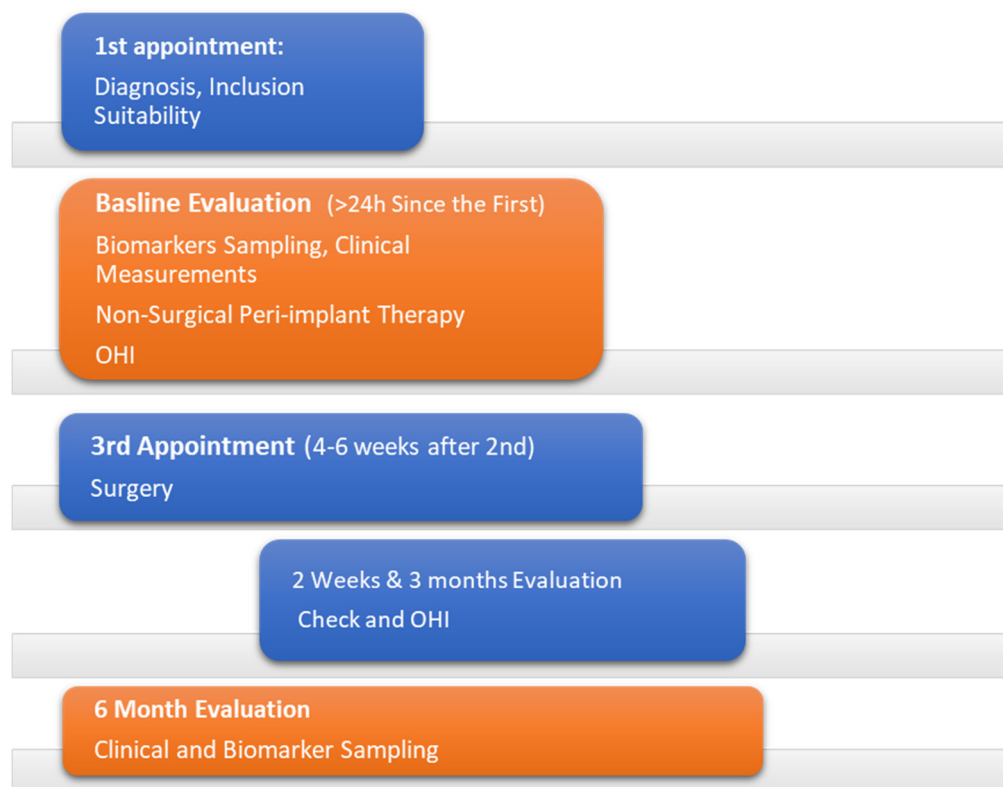 1st appointment:
Diagnosis, Inclusion
Suitability
Basline Evaluation (>24h Since the First)
Biomarkers Sampling, Clinical
Measurements
Non-Surgical Peri-implant Therapy
OHI
3rd Appointment (4-6 weeks after 2nd)
Surgery
2 Weeks & 3 months Evaluation
Check and OHI
6 Month Evaluation
Clinical and Biomarker Sampling